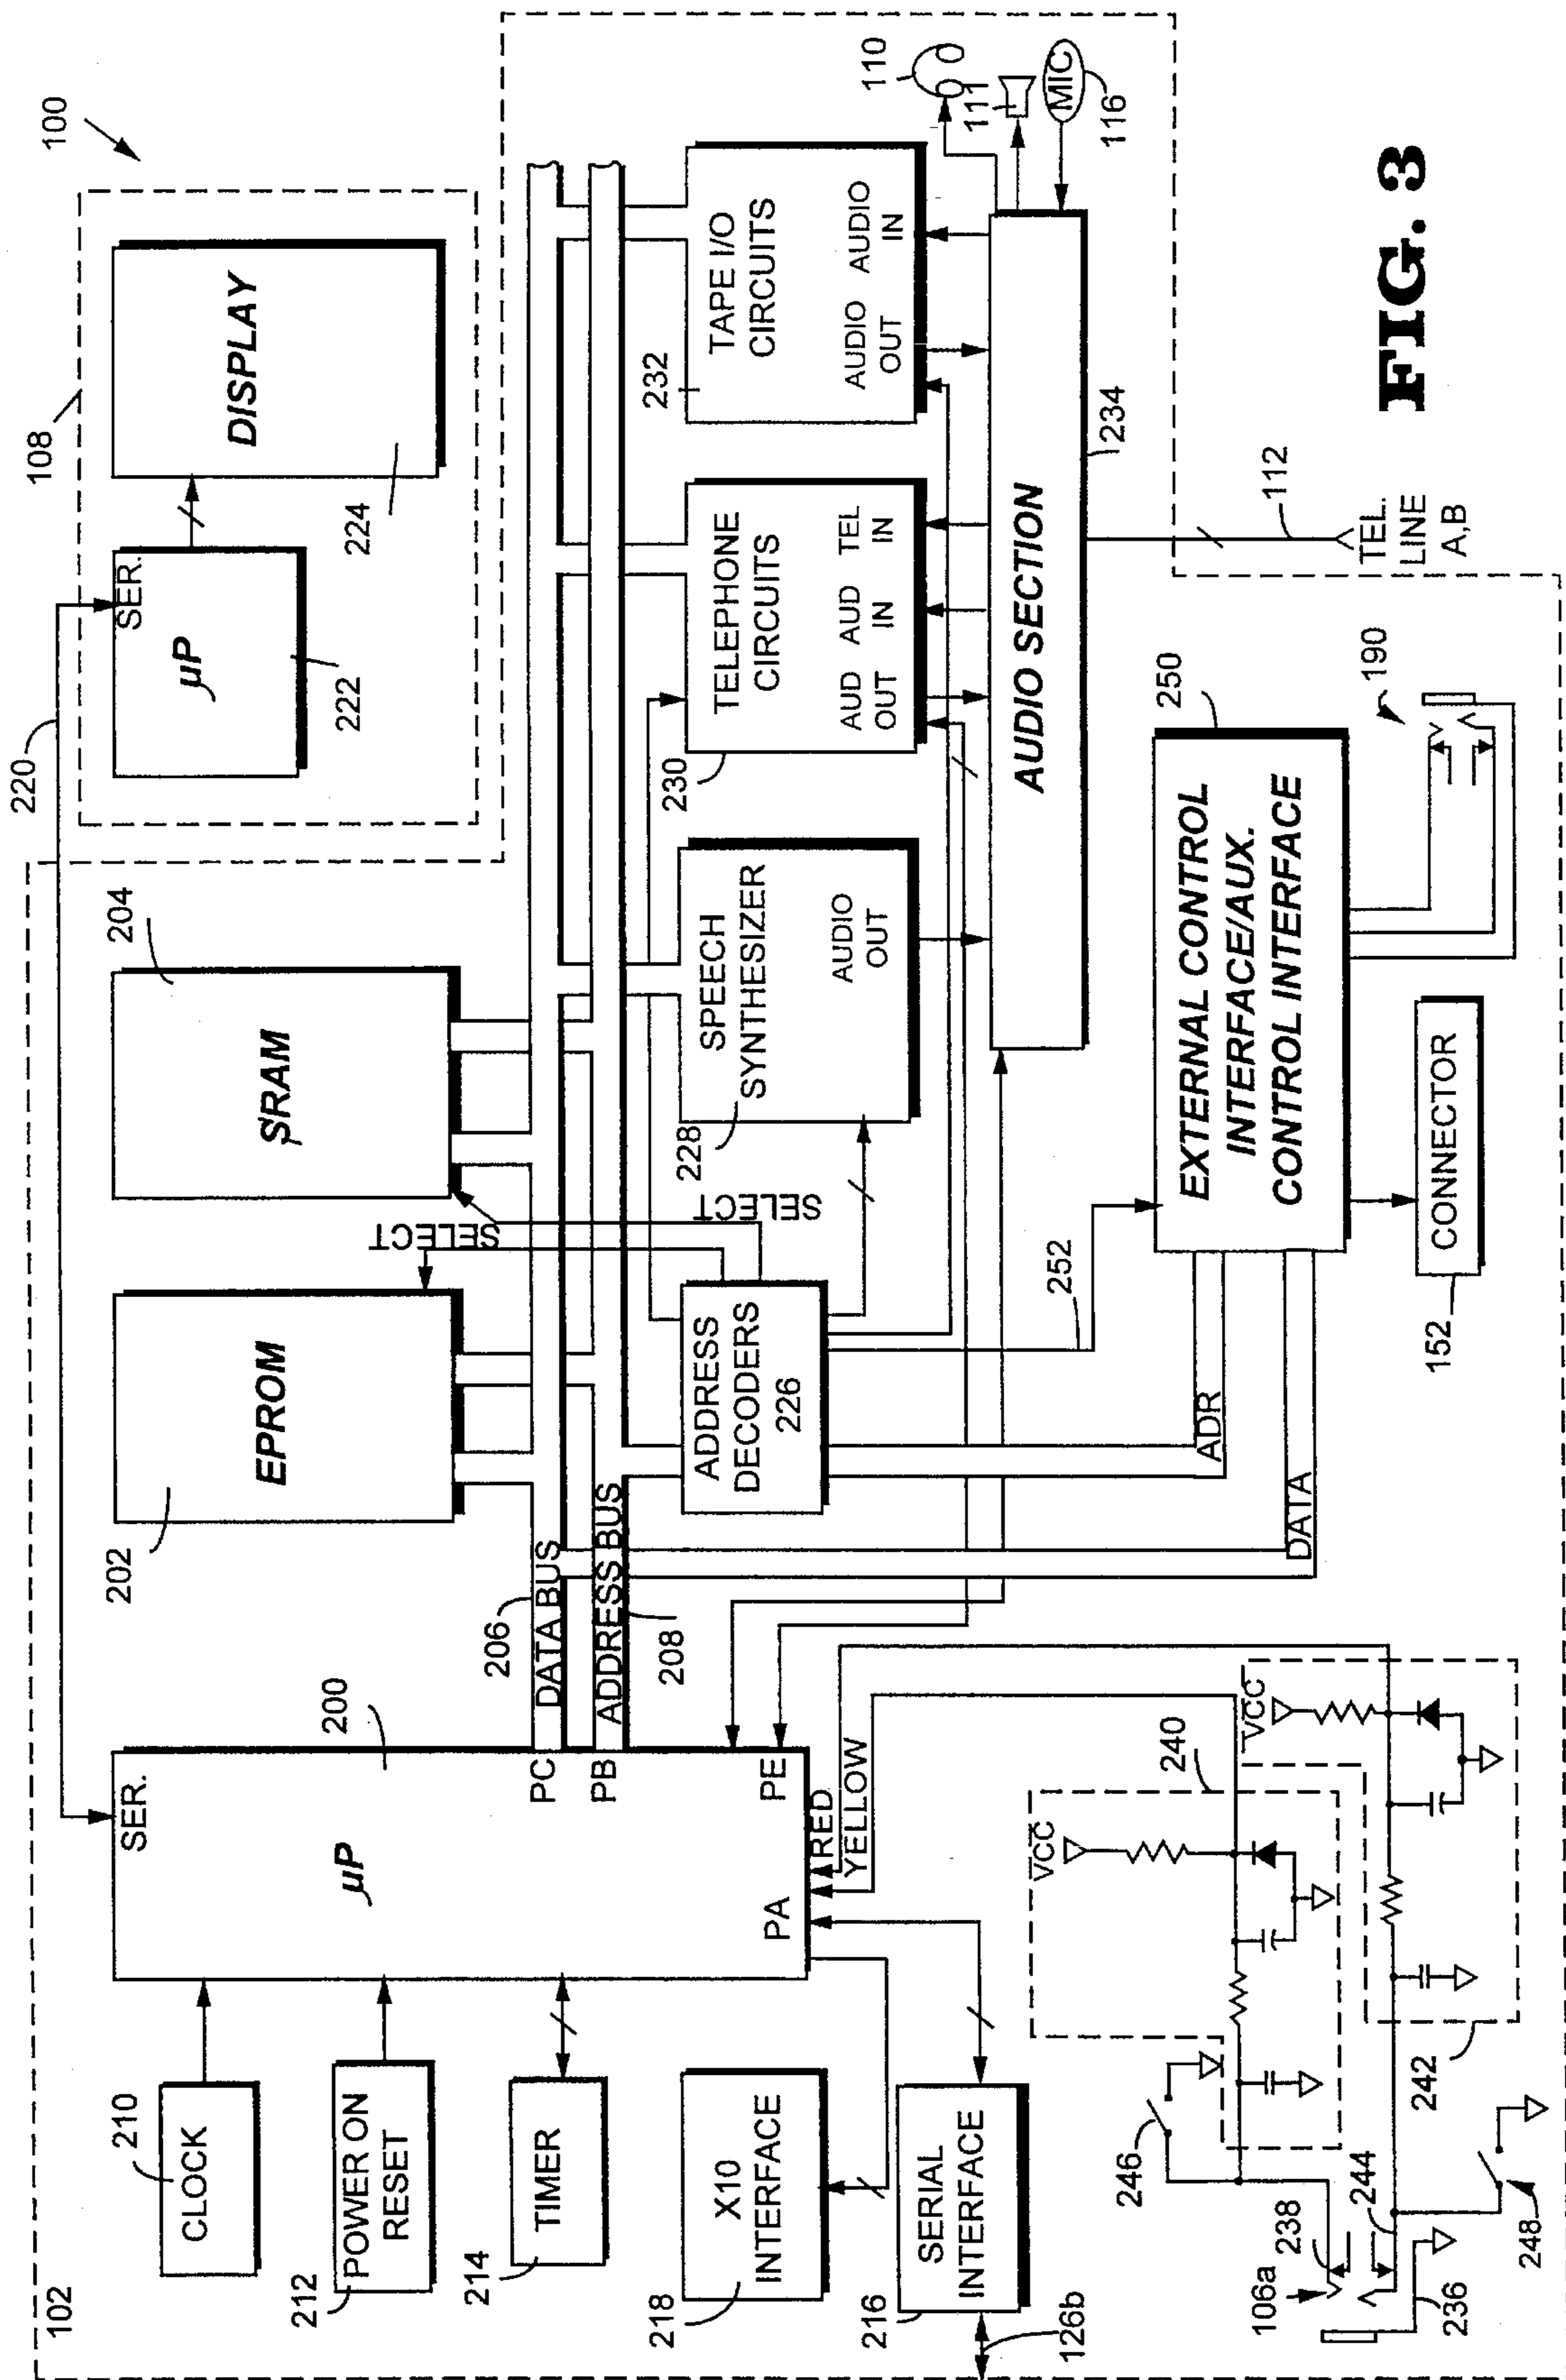 102
210
CLOCK
212
POWER ON
RESET
214
TIMER
218
X10
INTERFACE
216
SERIAL
INTERFACE
126b
SER.
µP
200
PC
PB
PE
PA
RED
YELLOW
220
202
EPROM
204
SRAM
SELECT
SELECT
206
DATA BUS
ADDRESS BUS
208
100
108
SER.
µP
222
DISPLAY
224
ADDRESS
DECODERS
226
228
SPEECH
SYNTHESIZER
AUDIO
OUT
230
TELEPHONE
CIRCUITS
AUD
OUT
AUD
IN
TEL
IN
232
TAPE I/O
CIRCUITS
AUDIO
OUT
AUDIO
IN
AUDIO SECTION
234
110
111
MIC
116
112
TEL.
LINE
A,B
252
ADR
DATA
EXTERNAL CONTROL
INTERFACE/AUX.
CONTROL INTERFACE
250
190
CONNECTOR
152
VCC
240
VCC
242
246
238
244
106a
236
248
FIG. 3